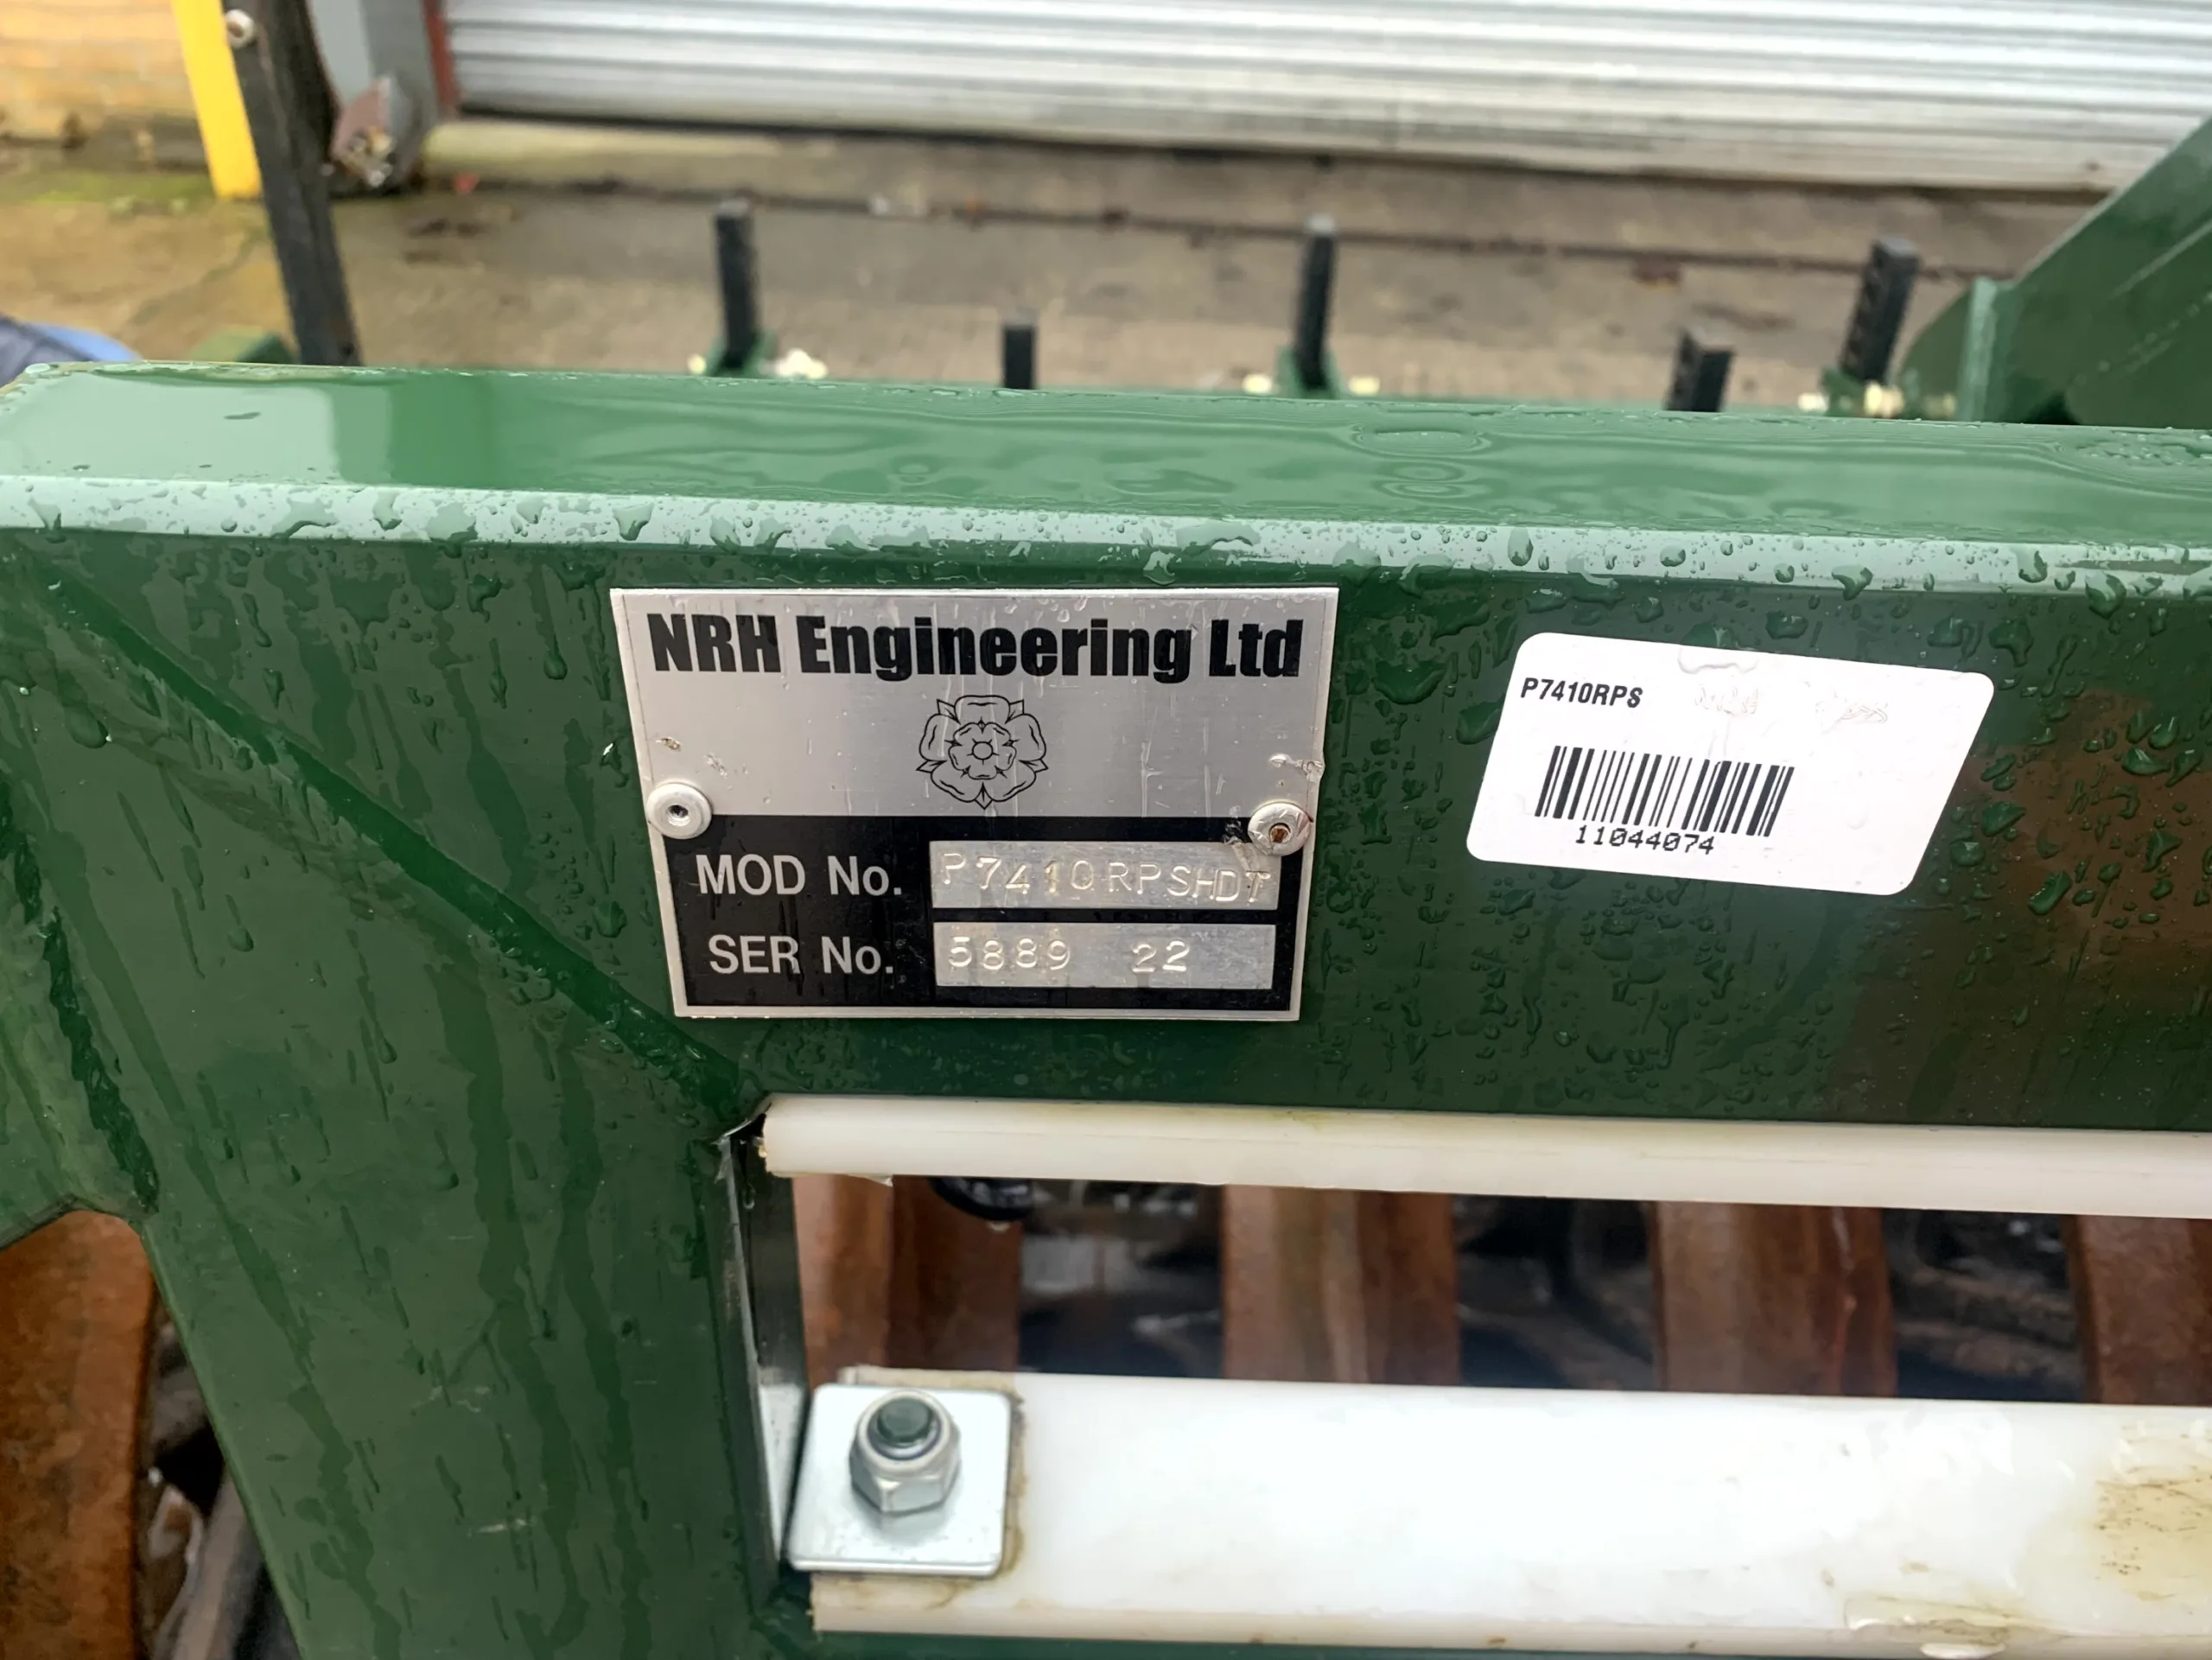 NRH Engineering Ltd
MOD No. P7410RPSHDT
SER No. 5889 22
P7410RPS
11044074